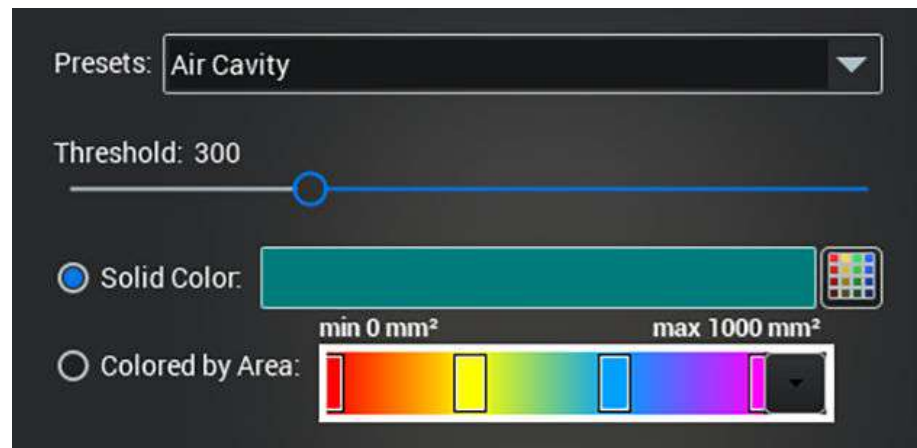 Presets: Air Cavity
Threshold: 300
Solid Color:
min 0 mm² max 1000 mm²
Colored by Area: